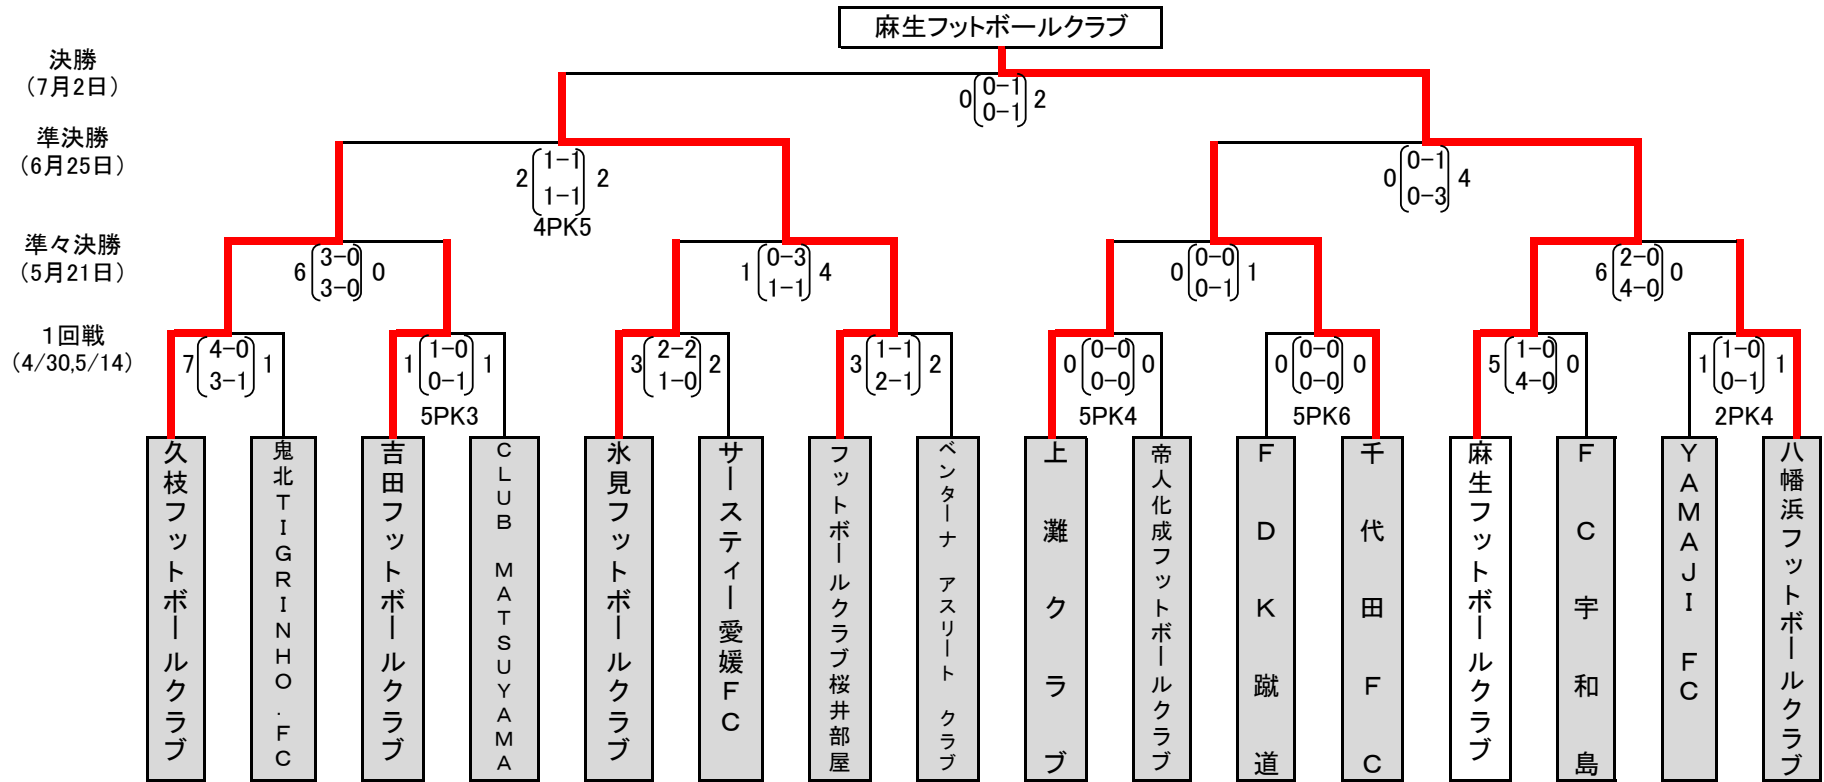 麻生フットボールクラブ
決勝
（7月2日）
0 0-1 2
0-1
準決勝
（6月25日）
2 1-1 2
1-1
4PK5
0 0-1 4
0-3
準々決勝
（5月21日）
6 3-0 0
3-0
1 0-3 4
1-1
0 0-0 1
0-1
6 2-0 0
4-0
１回戦
（4/30,5/14）
7 4-0 1
3-1
1 1-0 1
0-1
5PK3
3 2-2 2
1-0
3 1-1 2
2-1
0 0-0 0
0-0
5PK4
0 0-0 0
0-0
5PK6
5 1-0 0
4-0
1 1-0 1
0-1
2PK4
久枝フットボールクラブ
鬼北ＴＩＧＲＩＮＨＯ．ＦＣ
吉田フットボールクラブ
ＣＬＵＢ　ＭＡＴＳＵＹＡＭＡ
氷見フットボールクラブ
サースティー愛媛ＦＣ
フットボールクラブ桜井部屋
ベンターナ　アスリート　クラブ
上灘クラブ
帝人化成フットボールクラブ
ＦＤＫ蹴道
千代田ＦＣ
麻生フットボールクラブ
ＦＣ宇和島
ＹＡＭＡＪＩ　ＦＣ
八幡浜フットボールクラブ